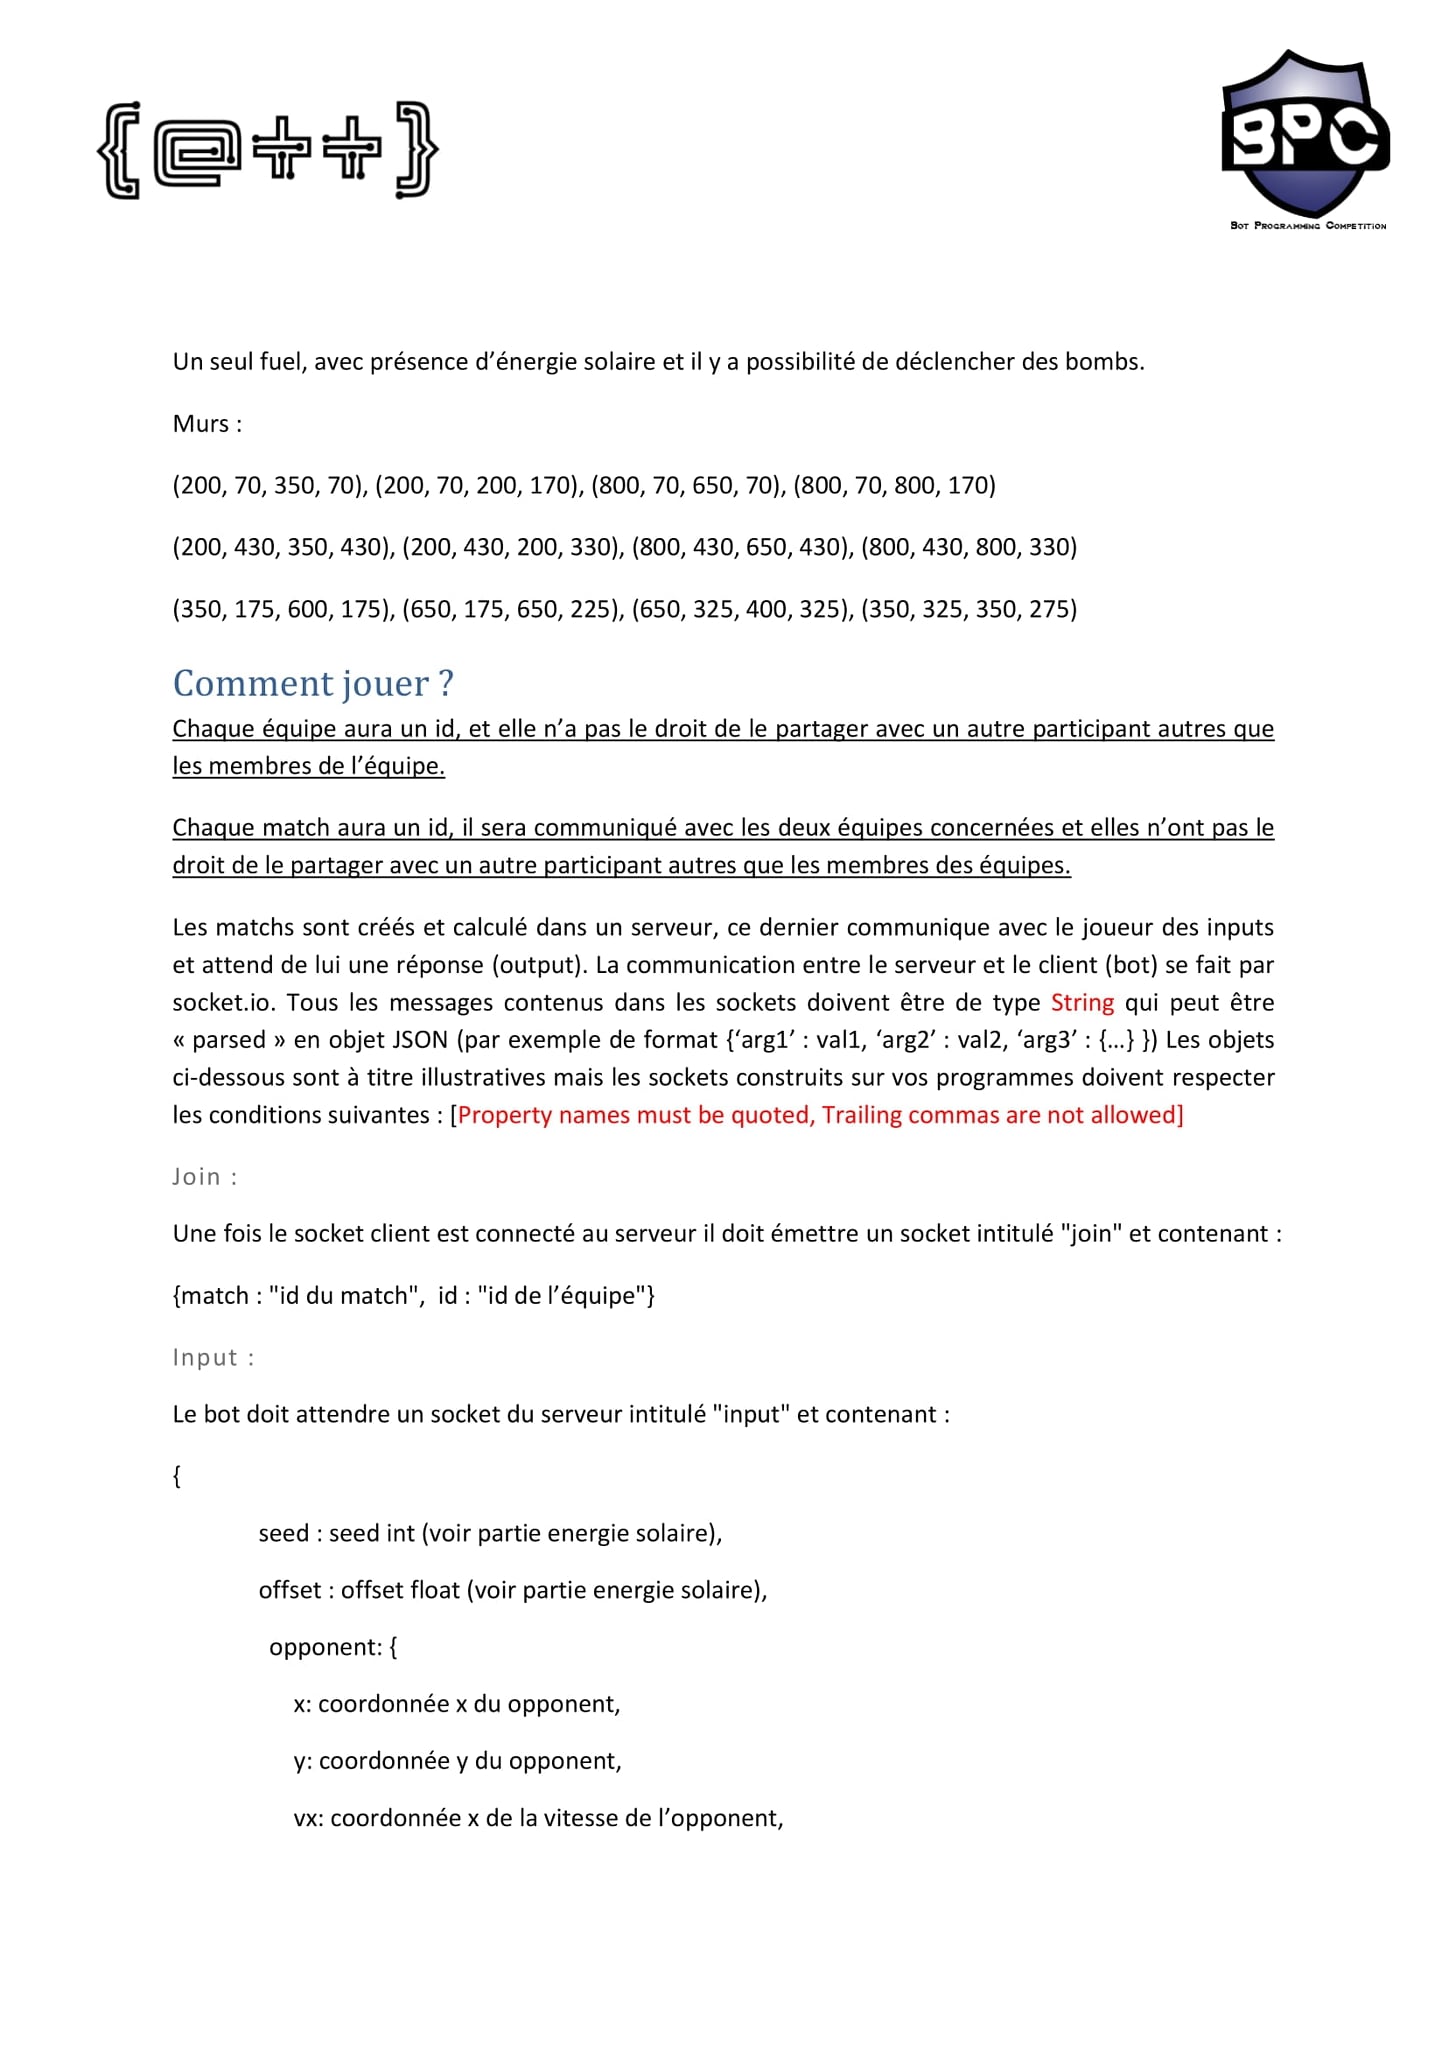 {@++}
BPC
Bot Programming Competition
Un seul fuel, avec présence d’énergie solaire et il y a possibilité de déclencher des bombs.
Murs :
(200, 70, 350, 70), (200, 70, 200, 170), (800, 70, 650, 70), (800, 70, 800, 170)
(200, 430, 350, 430), (200, 430, 200, 330), (800, 430, 650, 430), (800, 430, 800, 330)
(350, 175, 600, 175), (650, 175, 650, 225), (650, 325, 400, 325), (350, 325, 350, 275)
Comment jouer ?
Chaque équipe aura un id, et elle n’a pas le droit de le partager avec un autre participant autres que
les membres de l’équipe.
Chaque match aura un id, il sera communiqué avec les deux équipes concernées et elles n’ont pas le
droit de le partager avec un autre participant autres que les membres des équipes.
Les matchs sont créés et calculé dans un serveur, ce dernier communique avec le joueur des inputs
et attend de lui une réponse (output). La communication entre le serveur et le client (bot) se fait par
socket.io. Tous les messages contenus dans les sockets doivent être de type String qui peut être
« parsed » en objet JSON (par exemple de format {‘arg1’ : val1, ‘arg2’ : val2, ‘arg3’ : {…} }) Les objets
ci-dessous sont à titre illustratives mais les sockets construits sur vos programmes doivent respecter
les conditions suivantes : [Property names must be quoted, Trailing commas are not allowed]
Join :
Une fois le socket client est connecté au serveur il doit émettre un socket intitulé "join" et contenant :
{match : "id du match", id : "id de l’équipe"}
Input :
Le bot doit attendre un socket du serveur intitulé "input" et contenant :
{
seed : seed int (voir partie energie solaire),
offset : offset float (voir partie energie solaire),
opponent: {
x: coordonnée x du opponent,
y: coordonnée y du opponent,
vx: coordonnée x de la vitesse de l’opponent,